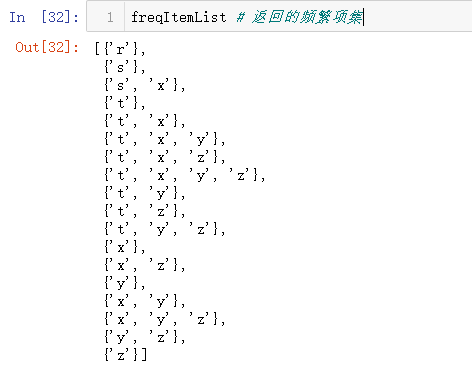 In [32]: 1 freqItemList # 返回的频繁项集
Out[32]: [{'r'},
{'s'},
{'s', 'x'},
{'t'},
{'t', 'x'},
{'t', 'x', 'y'},
{'t', 'x', 'z'},
{'t', 'x', 'y', 'z'},
{'t', 'y'},
{'t', 'z'},
{'t', 'y', 'z'},
{'x'},
{'x', 'z'},
{'y'},
{'x', 'y'},
{'x', 'y', 'z'},
{'y', 'z'},
{'z'}]